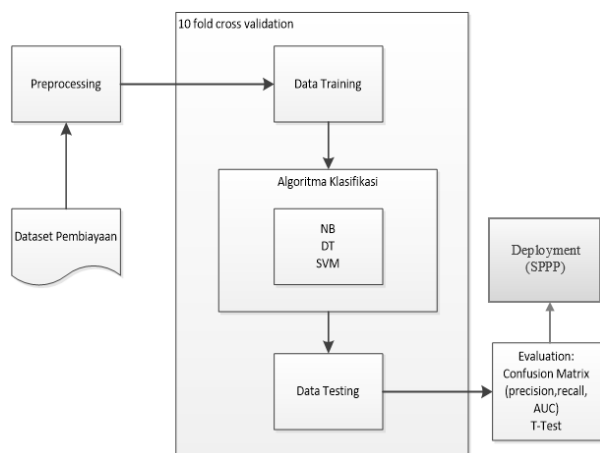 10 fold cross validation
Preprocessing
Data Training
Algoritma Klasifikasi
NB
DT
SVM
Dataset Pembiayaan
Data Testing
Deployment
(SPPP)
Evaluation:
Confusion Matrix
(precision,recall,
AUC)
T-Test